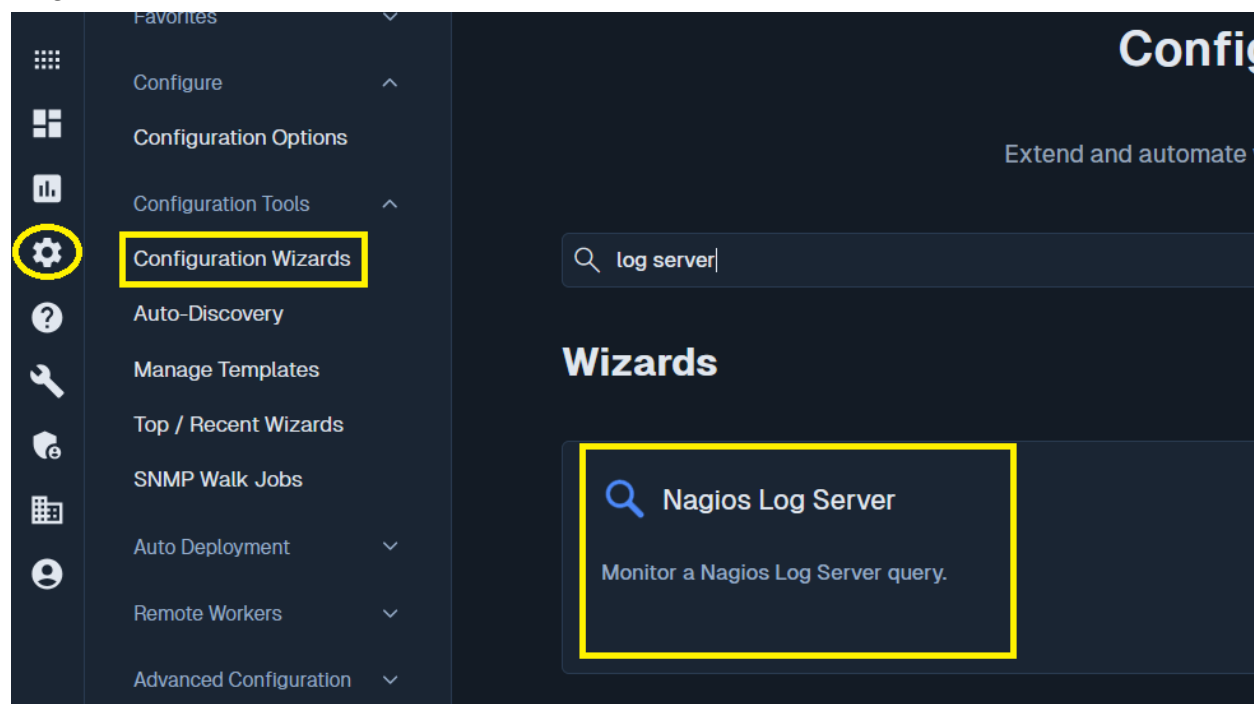 Favorites
Configure
Configuration Options
Configuration Tools
Configuration Wizards
Auto-Discovery
Manage Templates
Top / Recent Wizards
SNMP Walk Jobs
Auto Deployment
Remote Workers
Advanced Configuration
Config
Extend and automate
log server
Wizards
Nagios Log Server
Monitor a Nagios Log Server query.